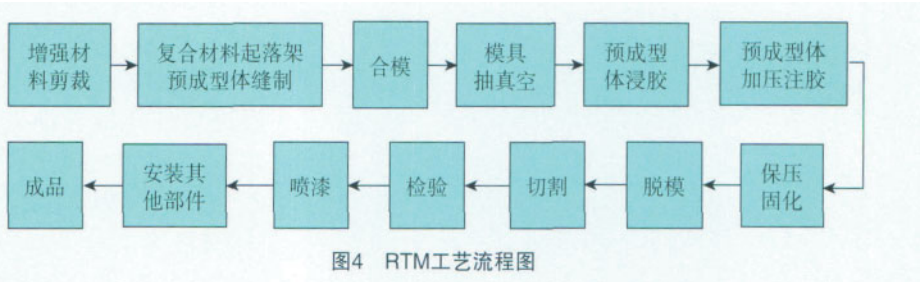 增强材
料剪裁
复合材料起落架
预成型体缝制
合模
模具
抽真空
预成型
体浸胶
预成型体
加压注胶
保压
固化
脱模
切割
检验
喷漆
安装其
他部件
成品
图4 RTM工艺流程图